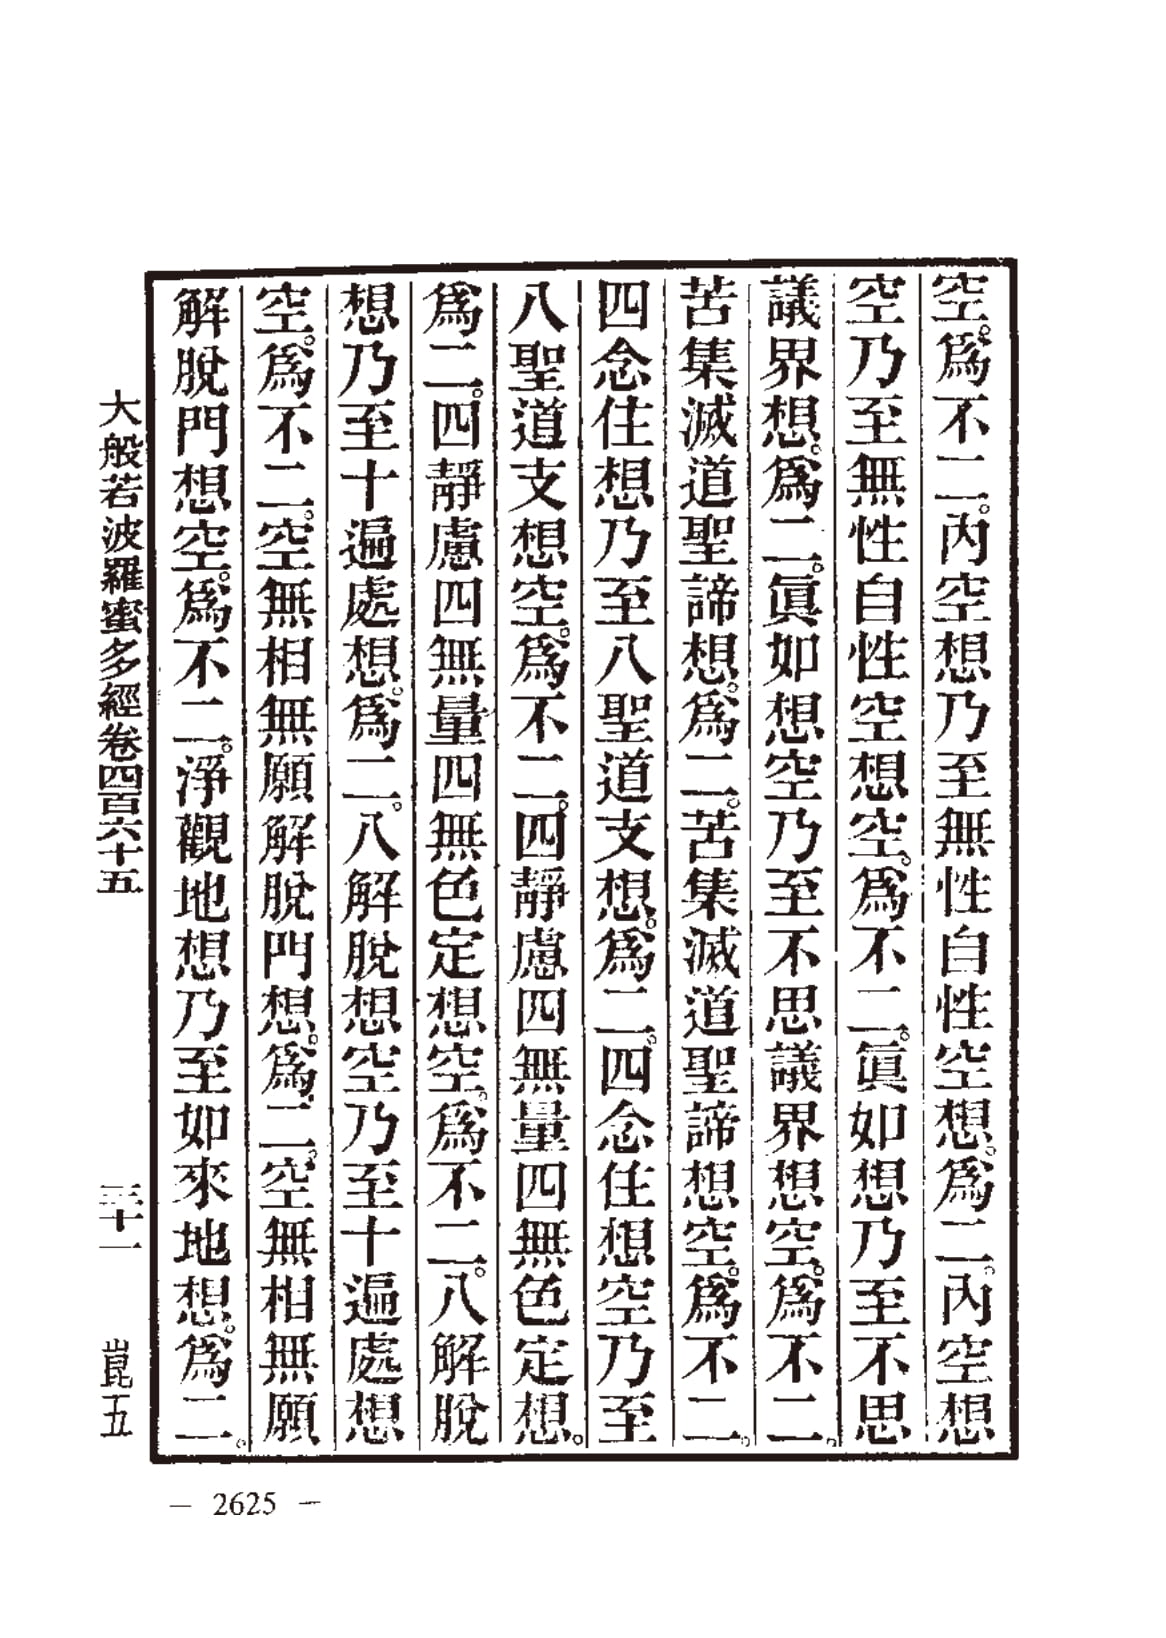 空。爲不二。內空想乃至無性自性空想。爲二。內空想
空乃至無性自性空想空。爲不二。眞如想乃至不思
議界想。爲二。眞如想空乃至不思議界想空。爲不二。
苦集滅道聖諦想。爲二。苦集滅道聖諦想空。爲不二。
四念住想乃至八聖道支想。爲二。四念住想空乃至
八聖道支想空。爲不二。四靜慮四無量四無色定想。
爲二。四靜慮四無量四無色定想空。爲不二。八解脫
想乃至十遍處想。爲二。八解脫想空乃至十遍處想
空。爲不二。空無相無願解脫門想。爲二。空無相無願
解脫門想空。爲不二。淨觀地想乃至如來地想。爲二。
大般若波羅蜜多經卷四百六十五
三十一
崑五
— 2625 —